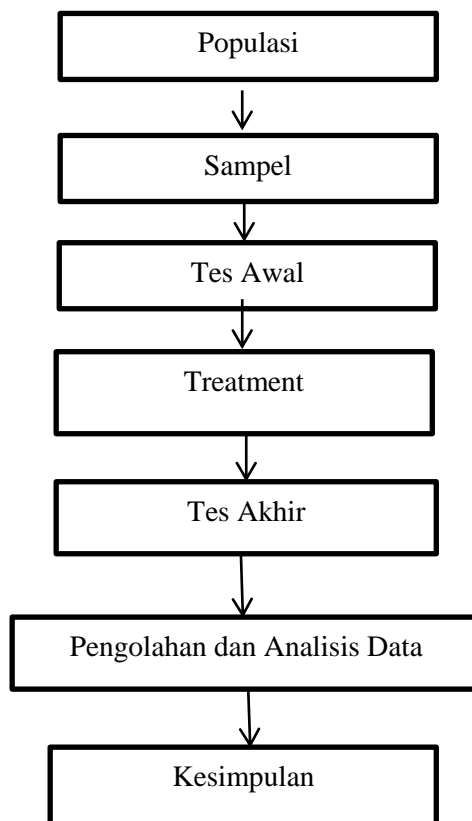 Populasi
Sampel
Tes Awal
Treatment
Tes Akhir
Pengolahan dan Analisis Data
Kesimpulan